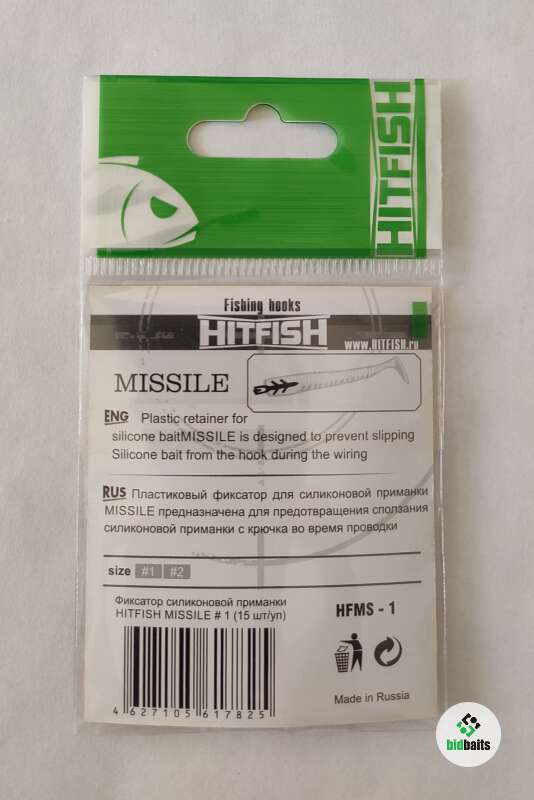 HITFISH
Fishing hooks
HITFISH
www.HITFISH.ru
MISSILE
ENG Plastic retainer for
silicone baitMISSILE is designed to prevent slipping
Silicone bait from the hook during the wiring
RUS Пластиковый фиксатор для силиконовой приманки
MISSILE предназначена для предотвращения сползания
силиконовой приманки с крючка во время проводки
size #1 #2
Фиксатор силиконовой приманки
HITFISH MISSILE # 1 (15 шт/уп)
HFMS - 1
4 627105 617825
Made in Russia
bidbaits